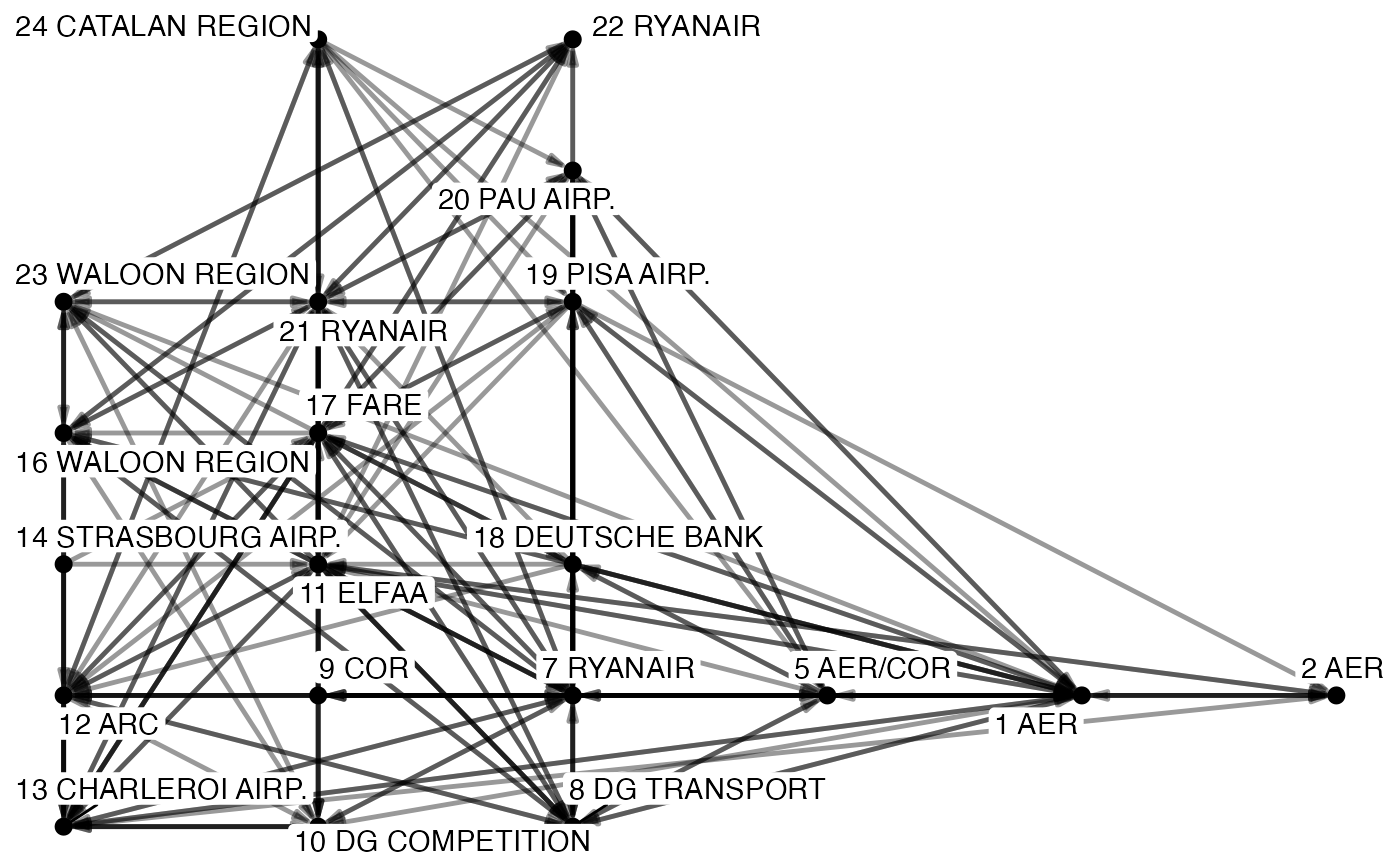 24 CATALAN REGION
22 RYANAIR
20 PAU AIRP.
23 WALOON REGION
19 PISA AIRP.
21 RYANAIR
17 FARE
16 WALOON REGION
14 STRASBOURG AIRP.
18 DEUTSCHE BANK
11 ELFAA
9 COR
7 RYANAIR
5 AER/COR
2 AER
12 ARC
1 AER
13 CHARLEROI AIRP.
8 DG TRANSPORT
10 DG COMPETITION